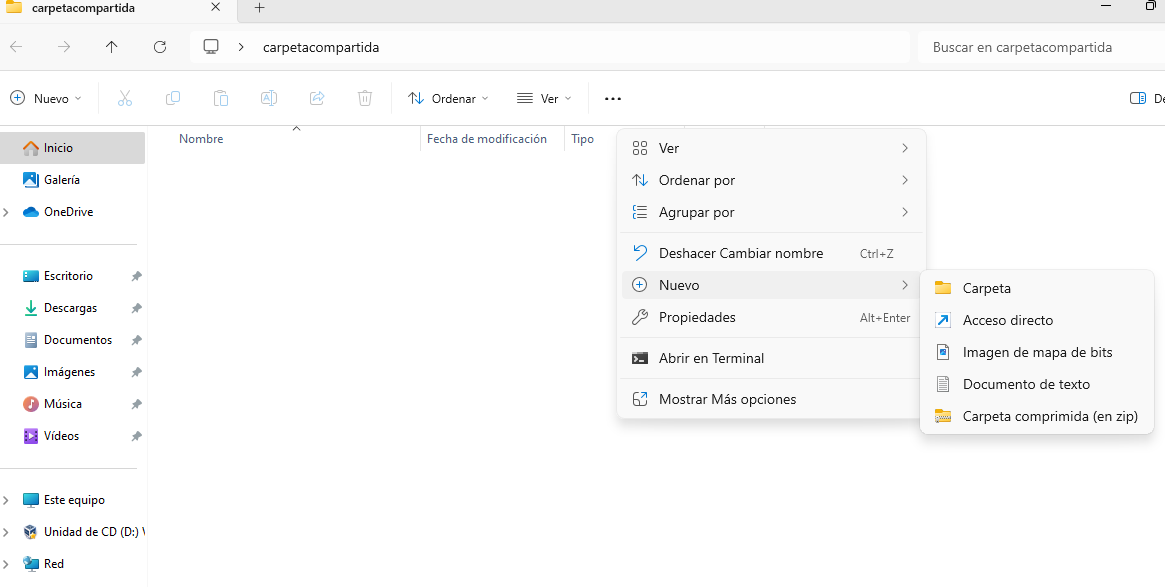 carpetacompartida
carpetacompartida
Buscar en carpetacompartida
Nuevo
Ordenar
Ver
Nombre
Fecha de modificación
Tipo
Inicio
Galería
OneDrive
Escritorio
Descargas
Documentos
Imágenes
Música
Vídeos
Este equipo
Unidad de CD (D:)
Red
Ver
Ordenar por
Agrupar por
Deshacer Cambiar nombre Ctrl+Z
Nuevo
Propiedades Alt+Enter
Abrir en Terminal
Mostrar Más opciones
Carpeta
Acceso directo
Imagen de mapa de bits
Documento de texto
Carpeta comprimida (en zip)